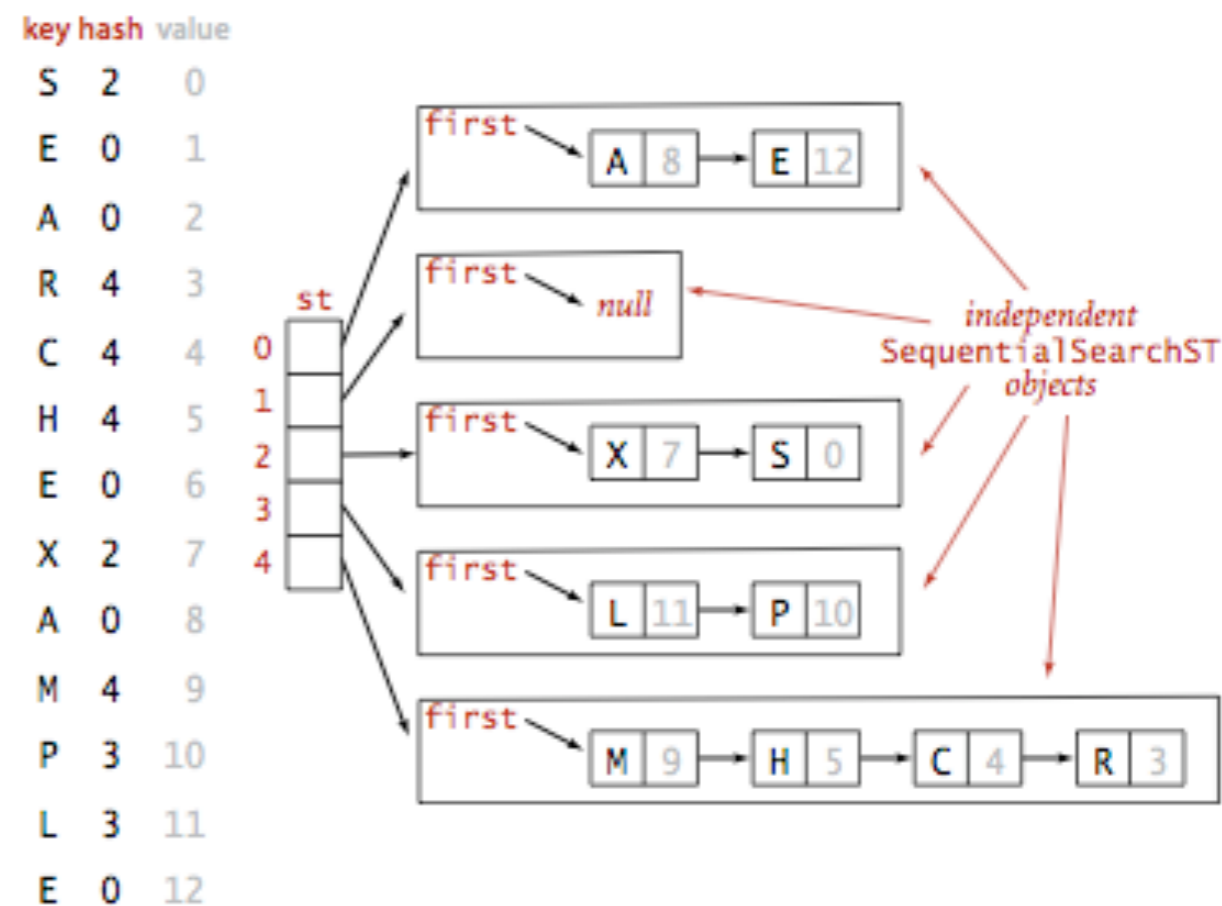 key hash value
S 2 0
E 0 1
A 0 2
R 4 3
C 4 4
H 4 5
E 0 6
X 2 7
A 0 8
M 4 9
P 3 10
L 3 11
E 0 12
st
0
1
2
3
4
first
A 8 E 12
first
null
first
X 7 S 0
first
L 11 P 10
first
M 9 H 5 C 4 R 3
independent
SequentialSearchST
objects